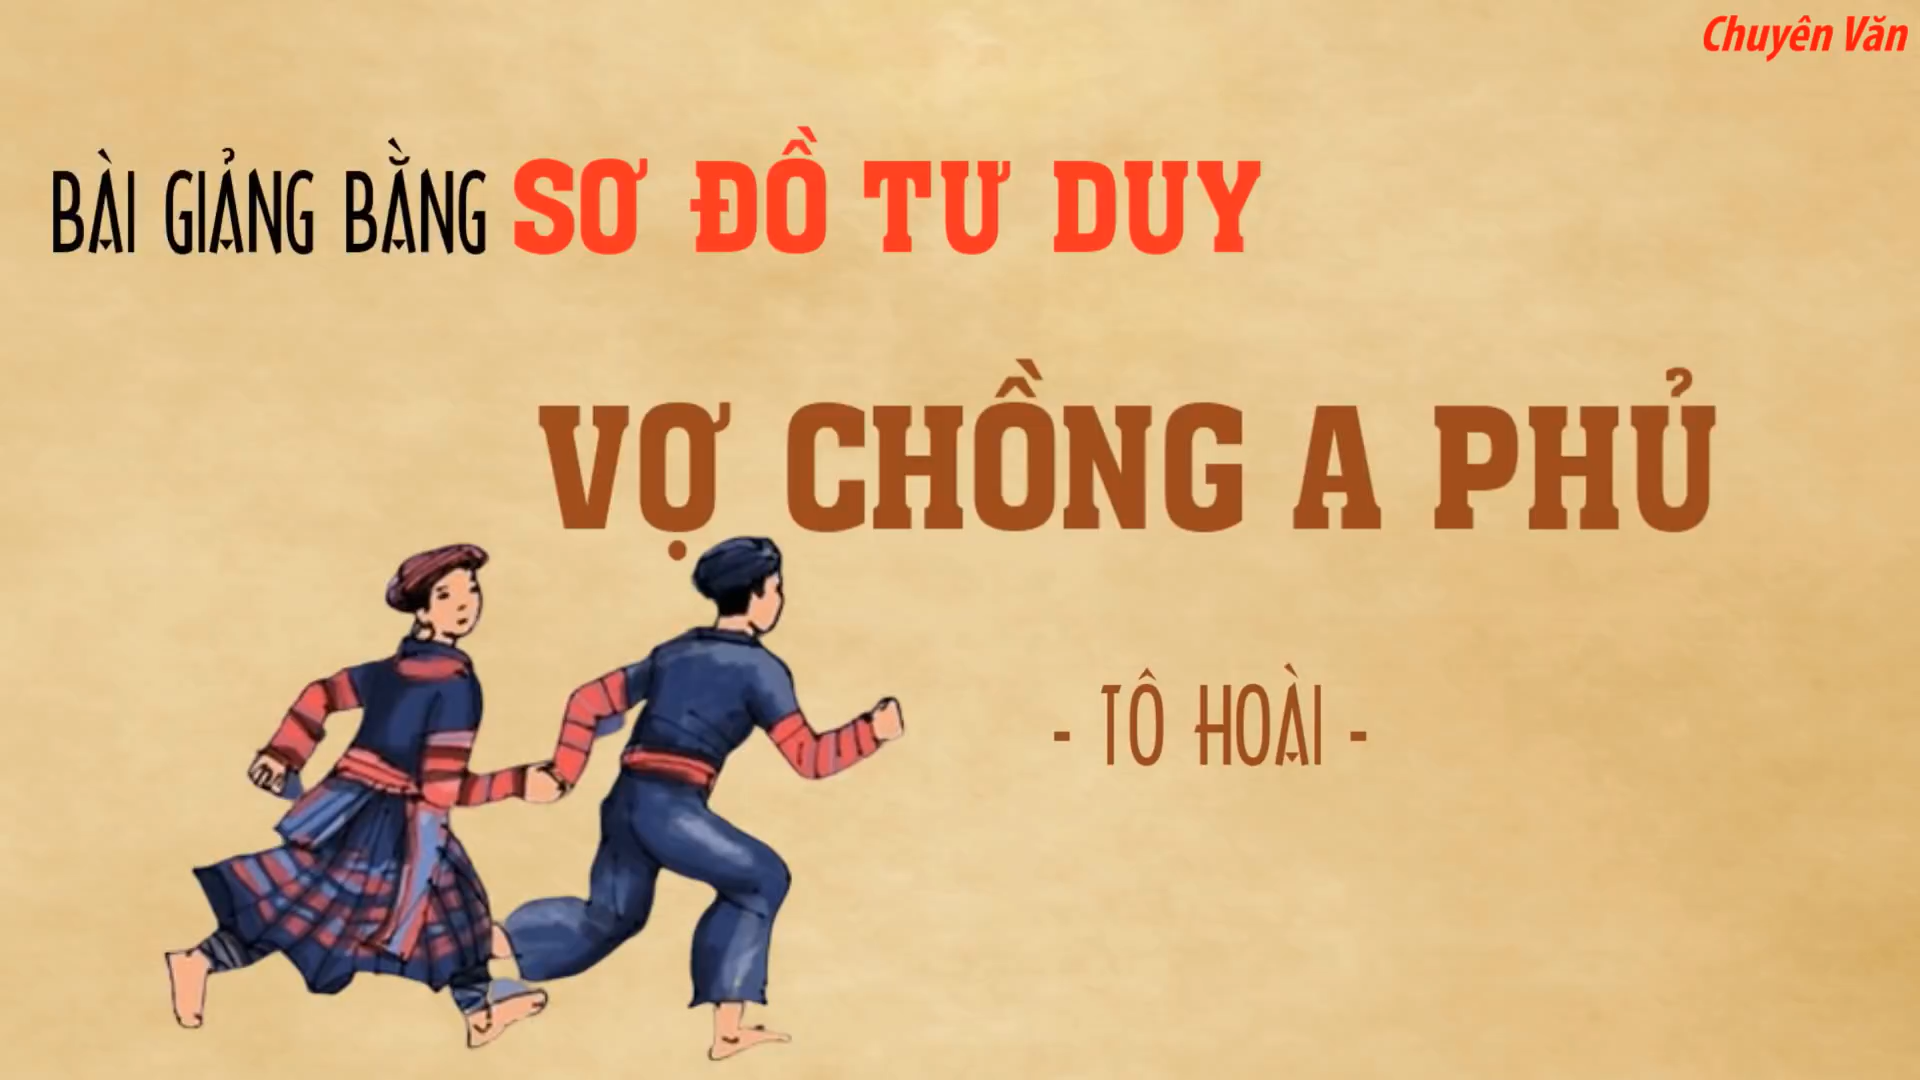 Chuyên Văn
BÀI GIẢNG BẰNG SƠ ĐỒ TƯ DUY
VỢ CHỒNG A PHỦ
- TÔ HOÀI -